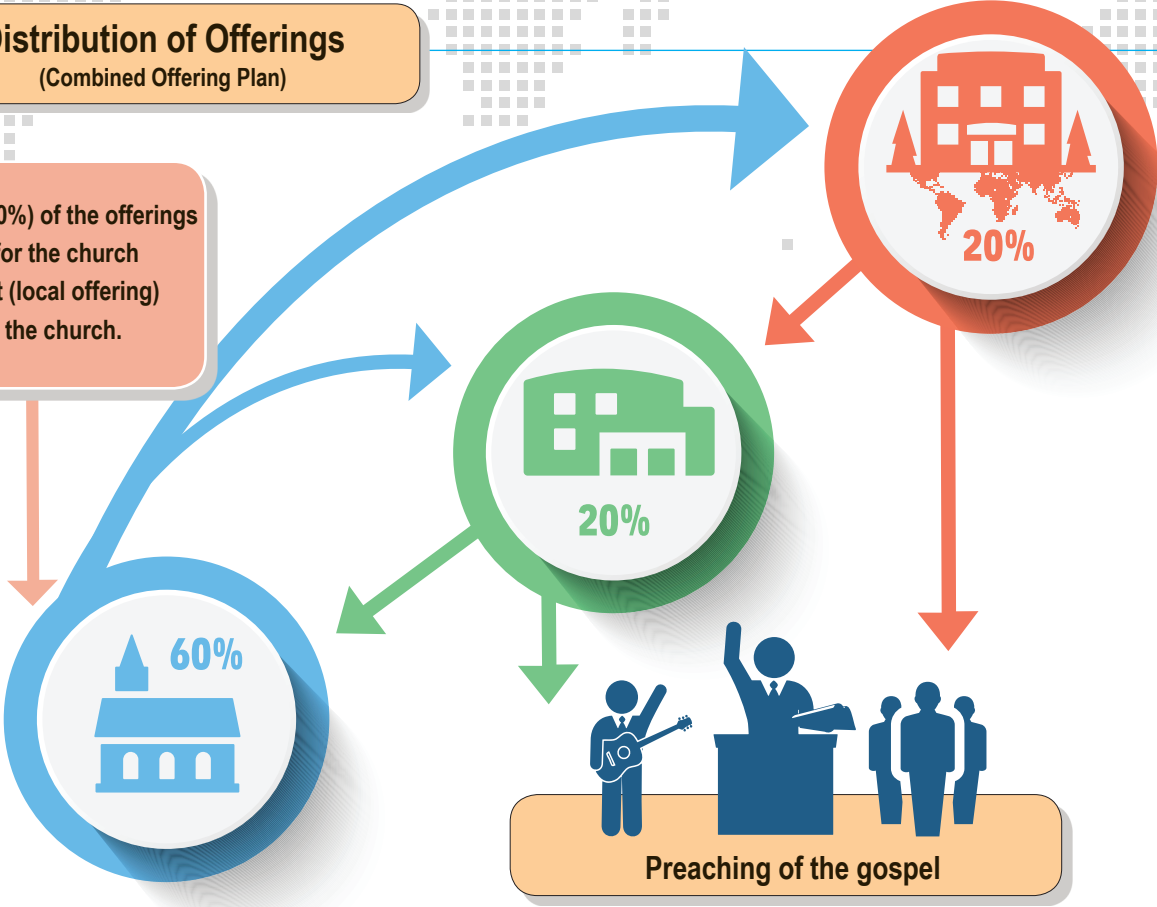 Distribution of Offerings
(Combined Offering Plan)
0%) of the offerings
for the church
(local offering)
the church.
20%
20%
60%
Preaching of the gospel